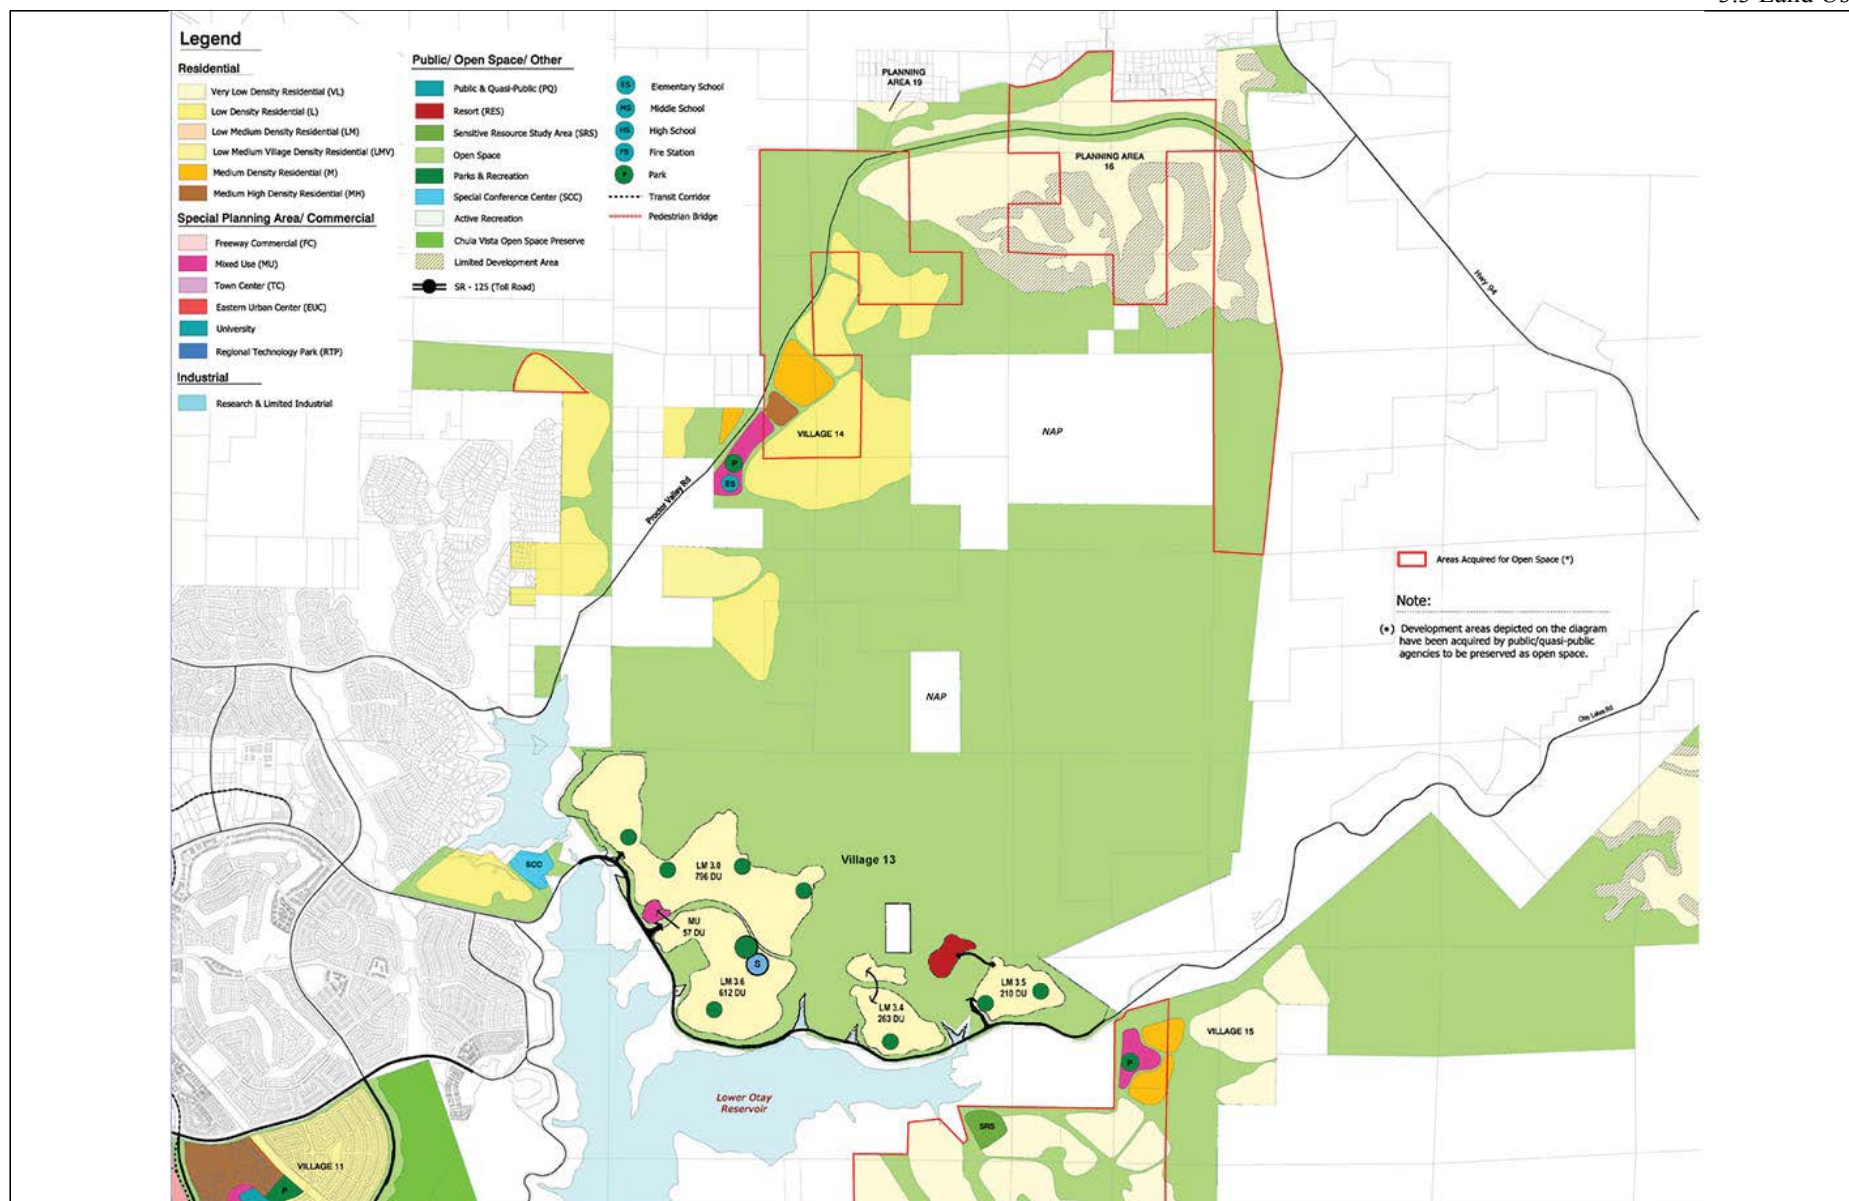 3.3 Land Us
Legend
Residential
Very Low Density Residential (VL)
Low Density Residential (L)
Low Medium Density Residential (LM)
Low Medium Village Density Residential (LMV)
Medium Density Residential (M)
Medium High Density Residential (MH)
Special Planning Area/ Commercial
Freeway Commercial (FC)
Mixed Use (MU)
Town Center (TC)
Eastern Urban Center (EUC)
University
Regional Technology Park (RTP)
Industrial
Research & Limited Industrial
Public/ Open Space/ Other
Public & Quasi-Public (PQ)
Resort (RES)
Sensitive Resource Study Area (SRS)
Open Space
Parks & Recreation
Special Conference Center (SCC)
Active Recreation
Chula Vista Open Space Preserve
Limited Development Area
SR - 125 (Toll Road)
ES Elementary School
MS Middle School
HS High School
FS Fire Station
P Park
Transit Corridor
Pedestrian Bridge
PLANNING
AREA 19
PLANNING AREA
16
Hwy 94
VILLAGE 14
NAP
P
ES
Proctor Valley Rd
Areas Acquired for Open Space (*)
Note:
(*) Development areas depicted on the diagram
have been acquired by public/quasi-public
agencies to be preserved as open space.
NAP
Otay Lakes Rd
SCC
LM 3.0
796 DU
Village 13
MU
57 DU
S
LM 3.6
612 DU
LM 3.4
263 DU
LM 3.5
210 DU
VILLAGE 15
P
Lower Otay
Reservoir
SRS
VILLAGE 11
P